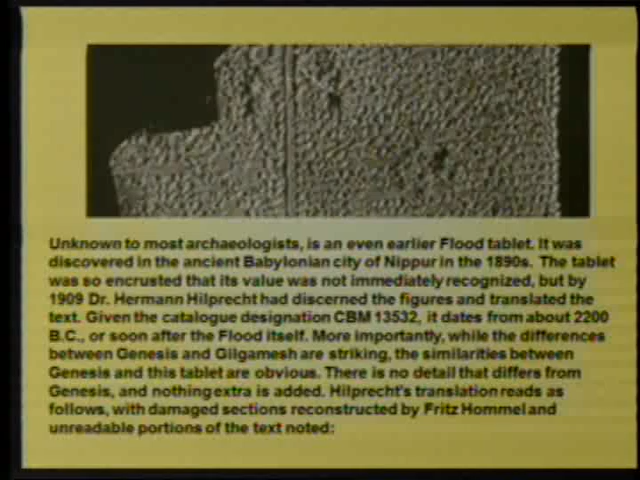 Unknown to most archaeologists, is an even earlier Flood tablet. It was
discovered in the ancient Babylonian city of Nippur in the 1890s. The tablet
was so encrusted that its value was not immediately recognized, but by
1909 Dr. Hermann Hilprecht had discerned the figures and translated the
text. Given the catalogue designation CBM 13532, it dates from about 2200
B.C., or soon after the Flood itself. More importantly, while the differences
between Genesis and Gilgamesh are striking, the similarities between
Genesis and this tablet are obvious. There is no detail that differs from
Genesis, and nothing extra is added. Hilprecht's translation reads as
follows, with damaged sections reconstructed by Fritz Hommel and
unreadable portions of the text noted: